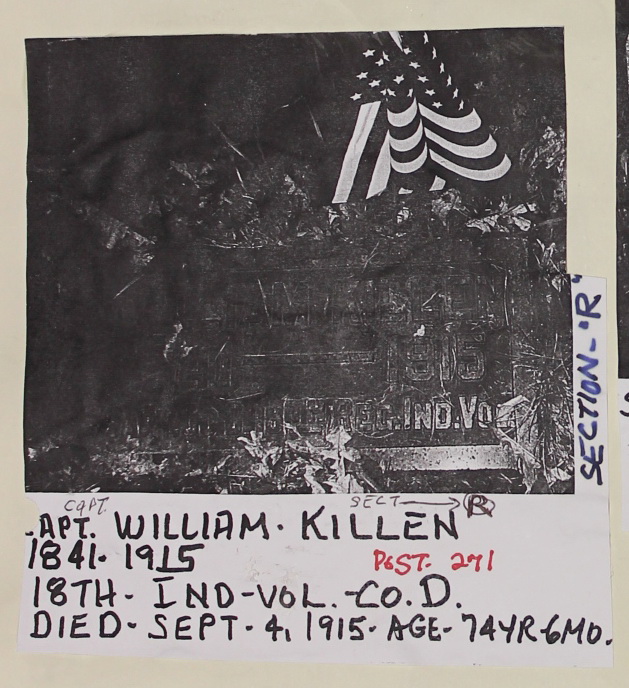 1915
REG. IND. VOL.
SECTION-"R"
CAPT. SECT → R
APT. WILLIAM. KILLEN
1841-1915
POST. 271
18TH-IND-VOL.-CO.D.
DIED-SEPT-4, 1915-AGE-74YR-6MO.